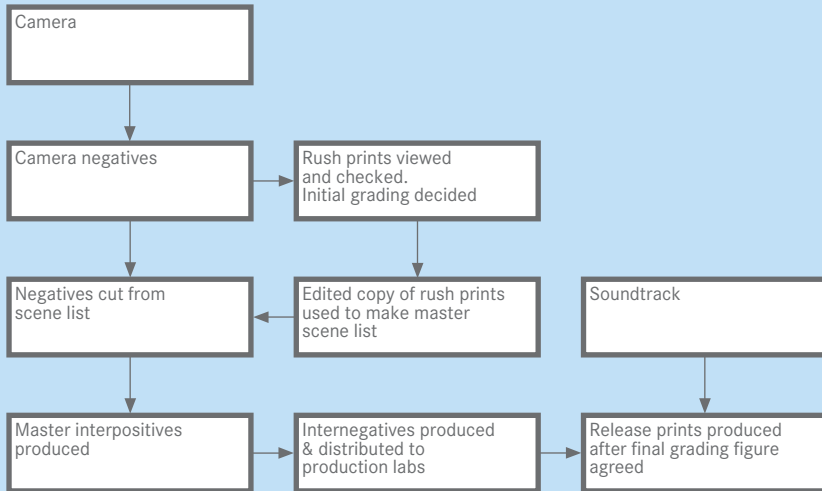 Camera
Camera negatives
Rush prints viewed
and checked.
Initial grading decided
Negatives cut from
scene list
Edited copy of rush prints
used to make master
scene list
Soundtrack
Master interpositives
produced
Internegatives produced
& distributed to
production labs
Release prints produced
after final grading figure
agreed